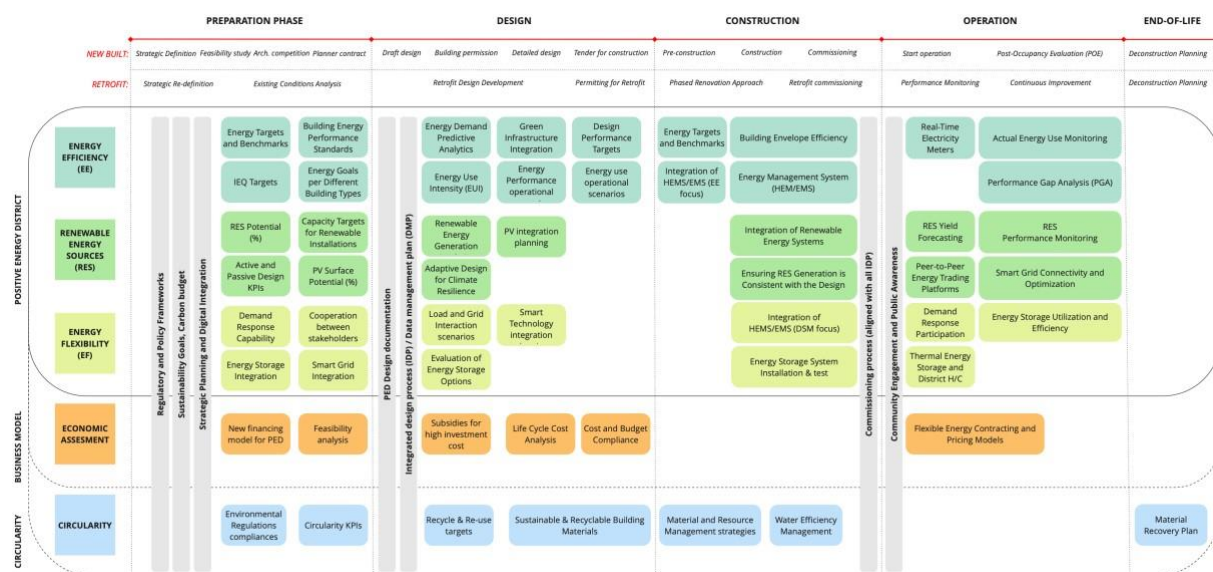 PREPARATION PHASE
DESIGN
CONSTRUCTION
OPERATION
END-OF-LIFE
NEW BUILT:
Strategic Definition
Feasibility study
Arch. competition
Planner contract
Draft design
Building permission
Detailed design
Tender for construction
Pre-construction
Construction
Commissioning
Start operation
Post-Occupancy Evaluation (POE)
Deconstruction Planning
RETROFIT:
Strategic Re-definition
Existing Conditions Analysis
Retrofit Design Development
Permitting for Retrofit
Phased Renovation Approach
Retrofit commissioning
Performance Monitoring
Continuous Improvement
Deconstruction Planning
POSITIVE ENERGY DISTRICT
BUSINESS MODEL
CIRCULARITY
Regulatory and Policy Frameworks
Sustainability Goals, Carbon budget
Strategic Planning and Digital Integration
PED Design documentation
Integrated design process (IDP) / Data management plan (DMP)
Commissioning process (aligned with all IDP)
Community Engagement and Public Awareness
ENERGY
EFFICIENCY
(EE)
Energy Targets
and Benchmarks
Building Energy
Performance
Standards
Energy Demand
Predictive
Analytics
Green
Infrastructure
Integration
Design
Performance
Targets
Energy Targets
and Benchmarks
Building Envelope Efficiency
Real-Time
Electricity
Meters
Actual Energy Use Monitoring
IEQ Targets
Energy Goals
per Different
Building Types
Energy Use
Intensity (EUI)
Energy
Performance
operational
Energy use
operational
scenarios
Integration of
HEMS/EMS (EE
focus)
Energy Management System
(HEM/EMS)
Performance Gap Analysis (PGA)
RENEWABLE
ENERGY
SOURCES
(RES)
RES Potential
(%)
Capacity Targets
for Renewable
Installations
Renewable
Energy
Generation
PV integration
planning
Integration of Renewable
Energy Systems
RES Yield
Forecasting
RES
Performance Monitoring
Active and
Passive Design
KPIs
PV Surface
Potential (%)
Adaptive Design
for Climate
Resilience
Ensuring RES Generation is
Consistent with the Design
Peer-to-Peer
Energy Trading
Platforms
Smart Grid Connectivity and
Optimization
ENERGY
FLEXIBILITY
(EF)
Demand
Response
Capability
Cooperation
between
stakeholders
Load and Grid
Interaction
scenarios
Smart
Technology
integration
Integration of
HEMS/EMS (DSM focus)
Demand
Response
Participation
Energy Storage Utilization and
Efficiency
Energy Storage
Integration
Smart Grid
Integration
Evaluation of
Energy Storage
Options
Energy Storage System
Installation & test
Thermal Energy
Storage and
District H/C
ECONOMIC
ASSESMENT
New financing
model for PED
Feasibility
analysis
Subsidies for
high investment
cost
Life Cycle Cost
Analysis
Cost and Budget
Compliance
Flexible Energy Contracting and
Pricing Models
CIRCULARITY
Environmental
Regulations
compliances
Circularity KPIs
Recycle & Re-use
targets
Sustainable & Recyclable Building
Materials
Material and Resource
Management strategies
Water Efficiency
Management
Material
Recovery Plan